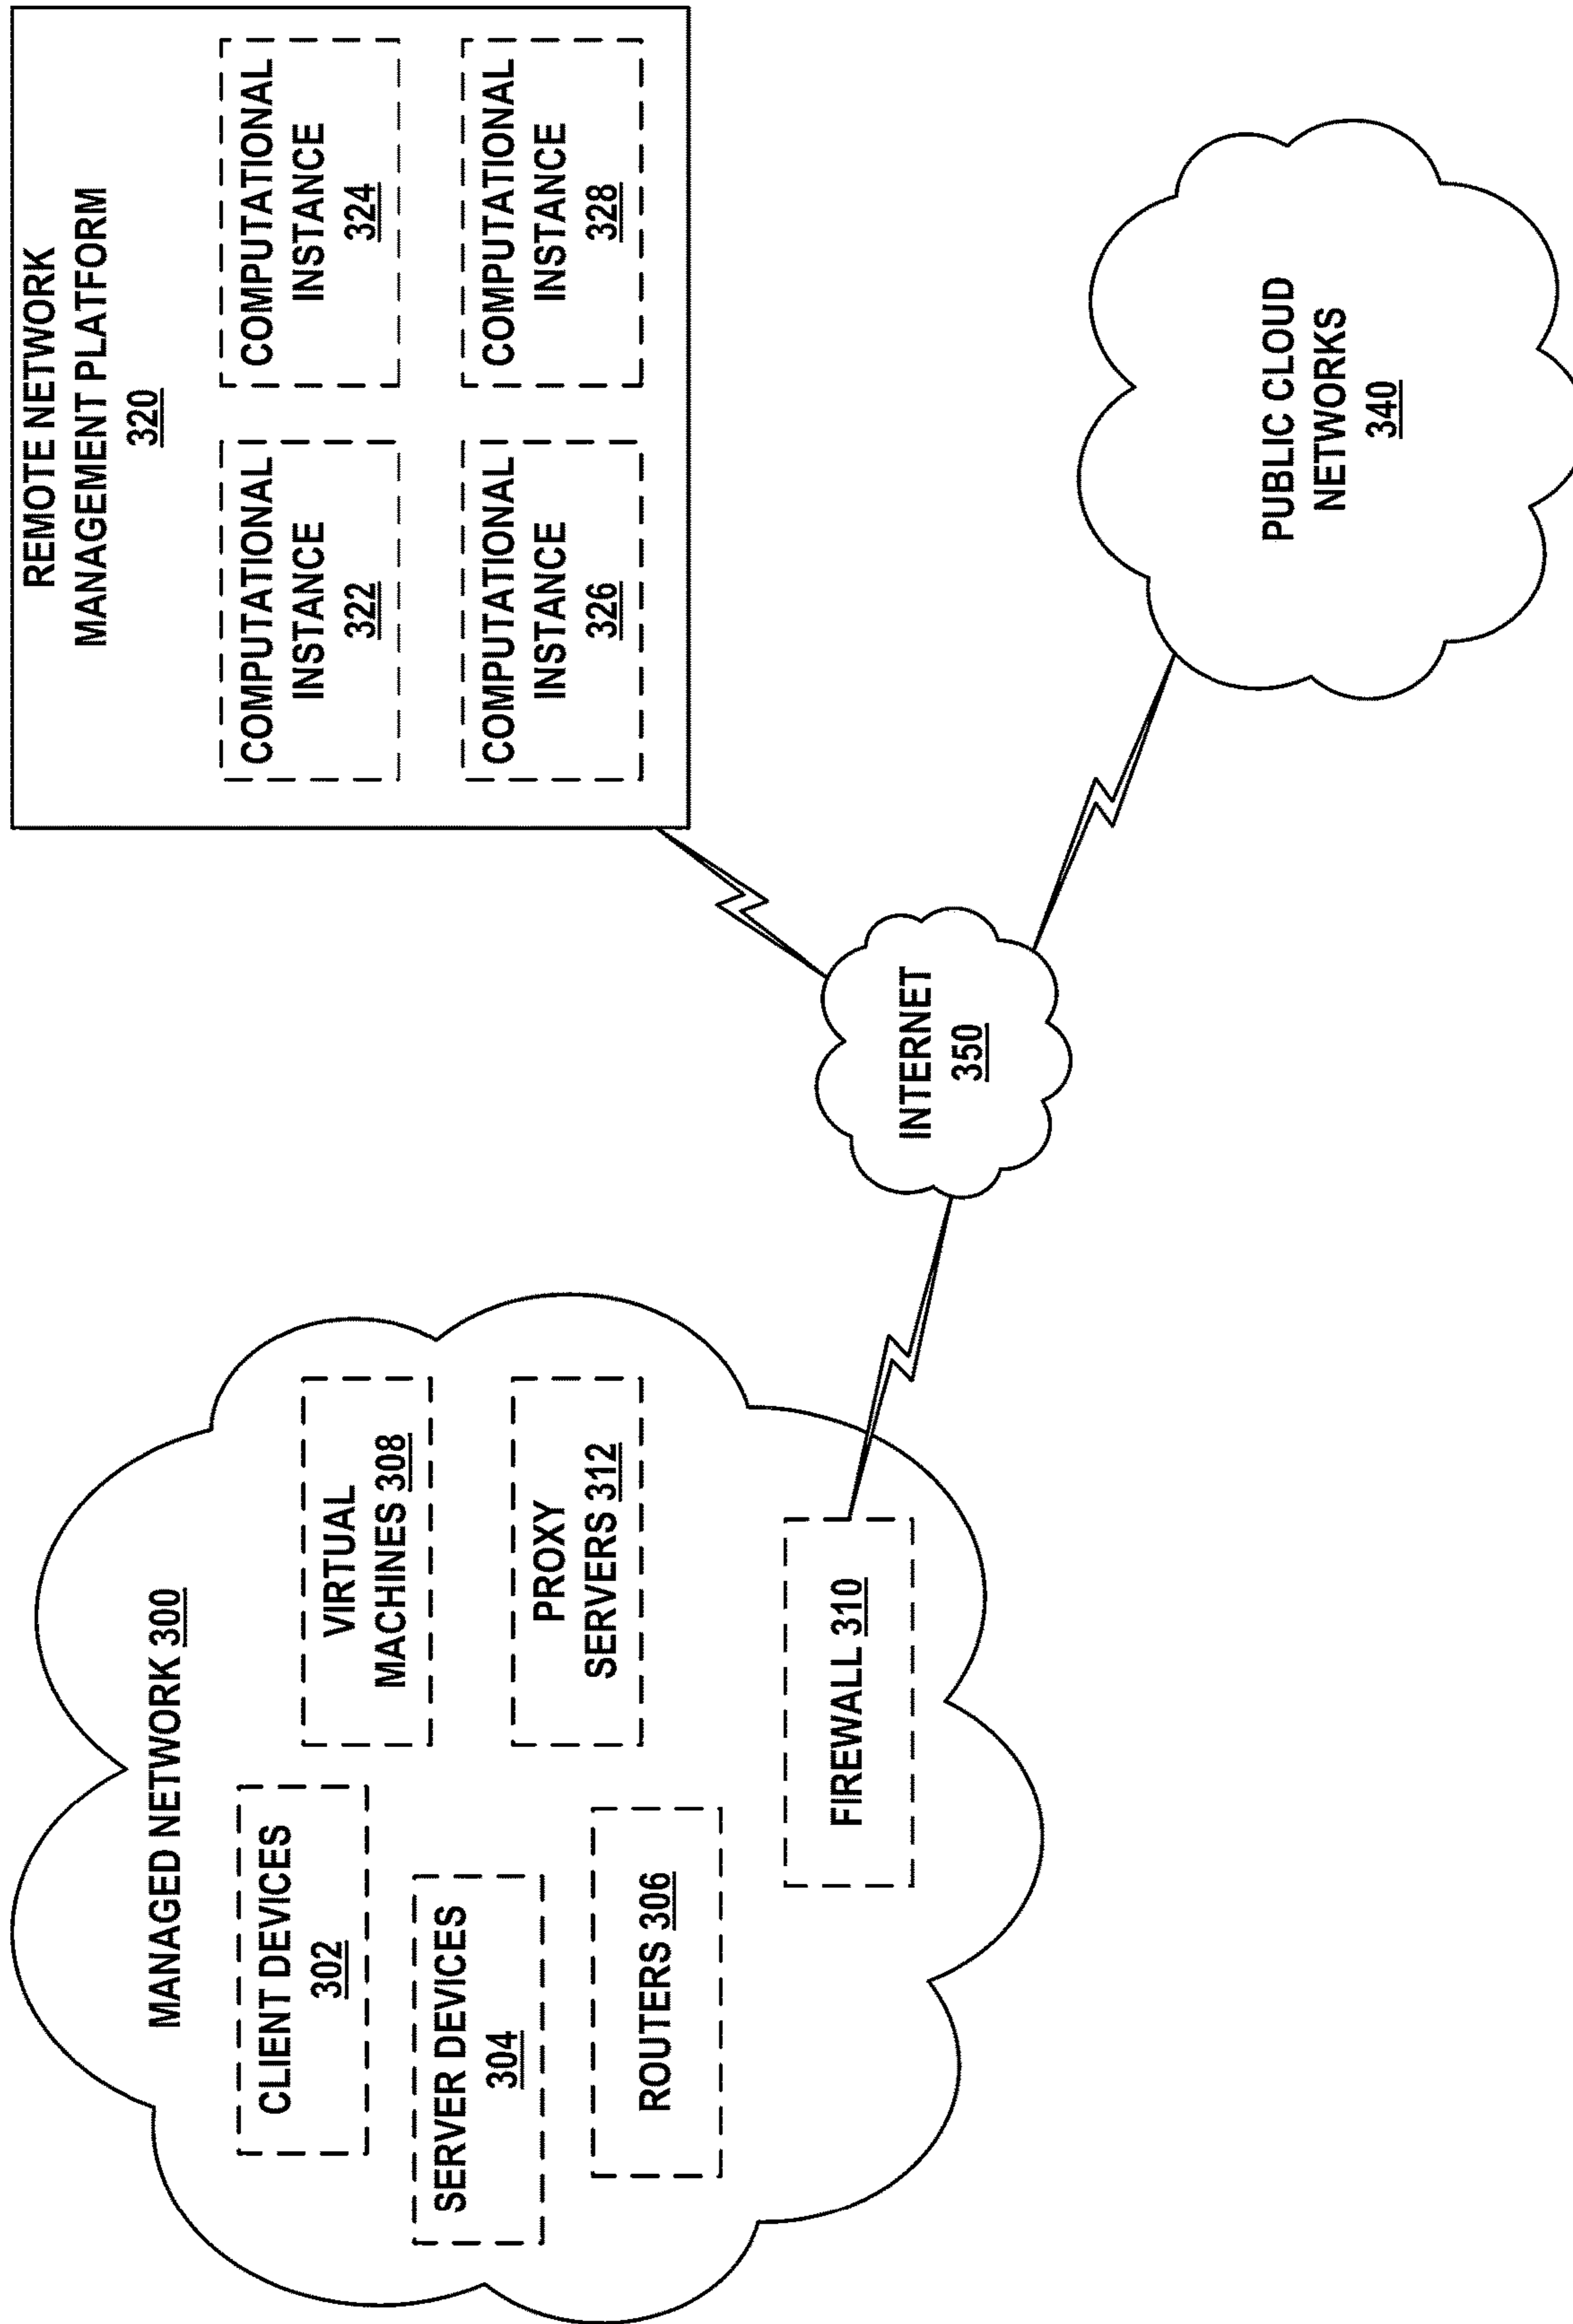 MANAGED NETWORK 300
CLIENT DEVICES
302
SERVER DEVICES
304
ROUTERS 306
VIRTUAL
MACHINES 308
PROXY
SERVERS 312
FIREWALL 310
INTERNET
350
REMOTE NETWORK
MANAGEMENT PLATFORM
320
COMPUTATIONAL
INSTANCE
322
COMPUTATIONAL
INSTANCE
324
COMPUTATIONAL
INSTANCE
326
COMPUTATIONAL
INSTANCE
328
PUBLIC CLOUD
NETWORKS
340